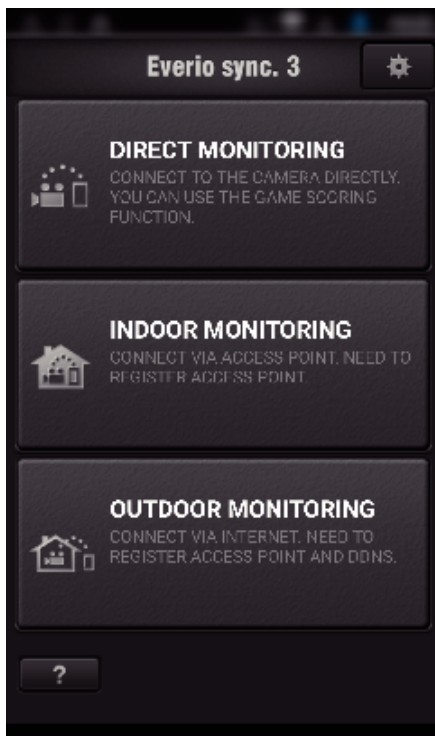 Everio sync. 3
DIRECT MONITORING
CONNECT TO THE CAMERA DIRECTLY.
YOU CAN USE THE GAME SCORING
FUNCTION.
INDOOR MONITORING
CONNECT VIA ACCESS POINT. NEED TO
REGISTER ACCESS POINT.
OUTDOOR MONITORING
CONNECT VIA INTERNET. NEED TO
REGISTER ACCESS POINT AND DDNS.
?